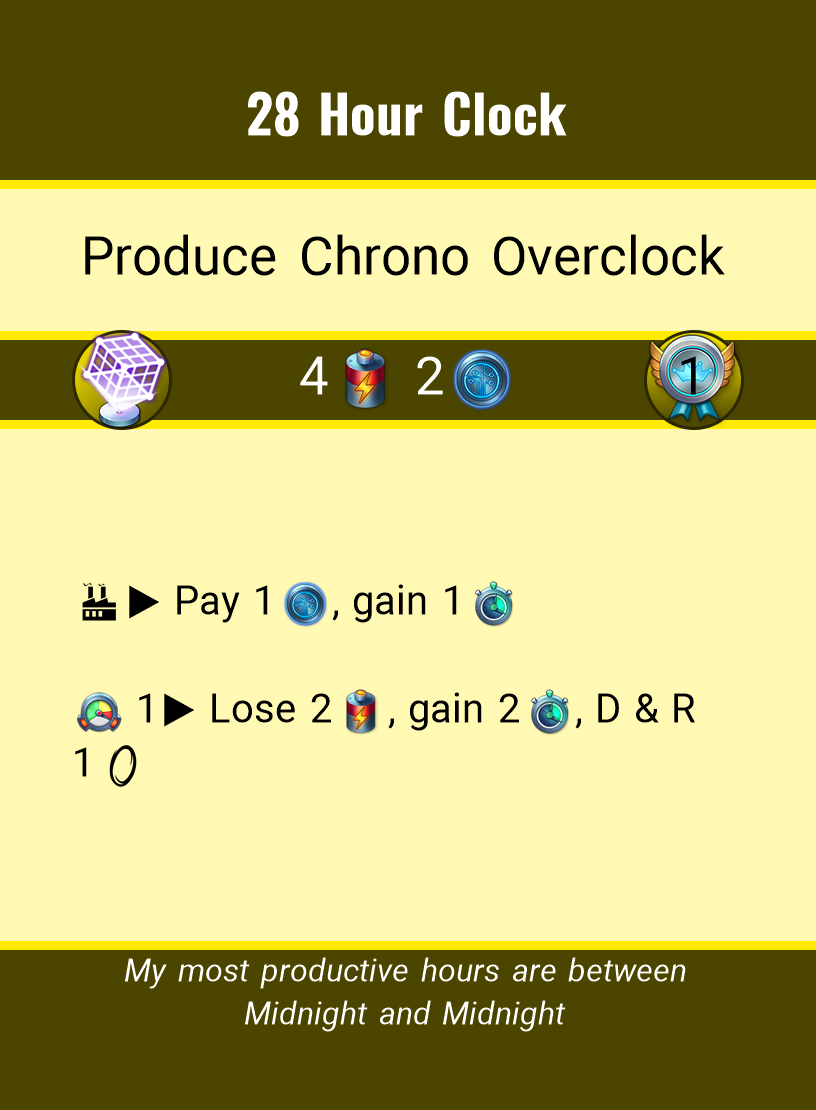 28 Hour Clock
Produce Chrono Overclock
4 2 1
Pay 1 , gain 1
1 Lose 2 , gain 2 , D & R
1
My most productive hours are between
Midnight and Midnight